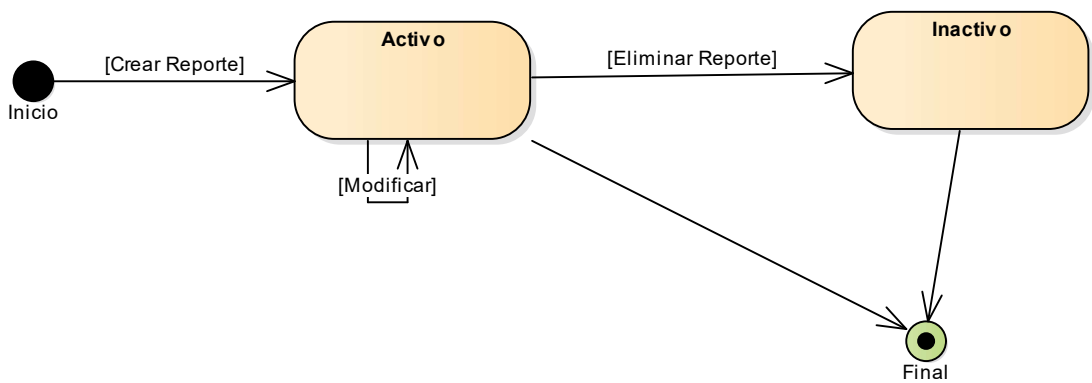 Activo
Inactivo
[Crear Reporte]
[Eliminar Reporte]
Inicio
[Modificar]
Final